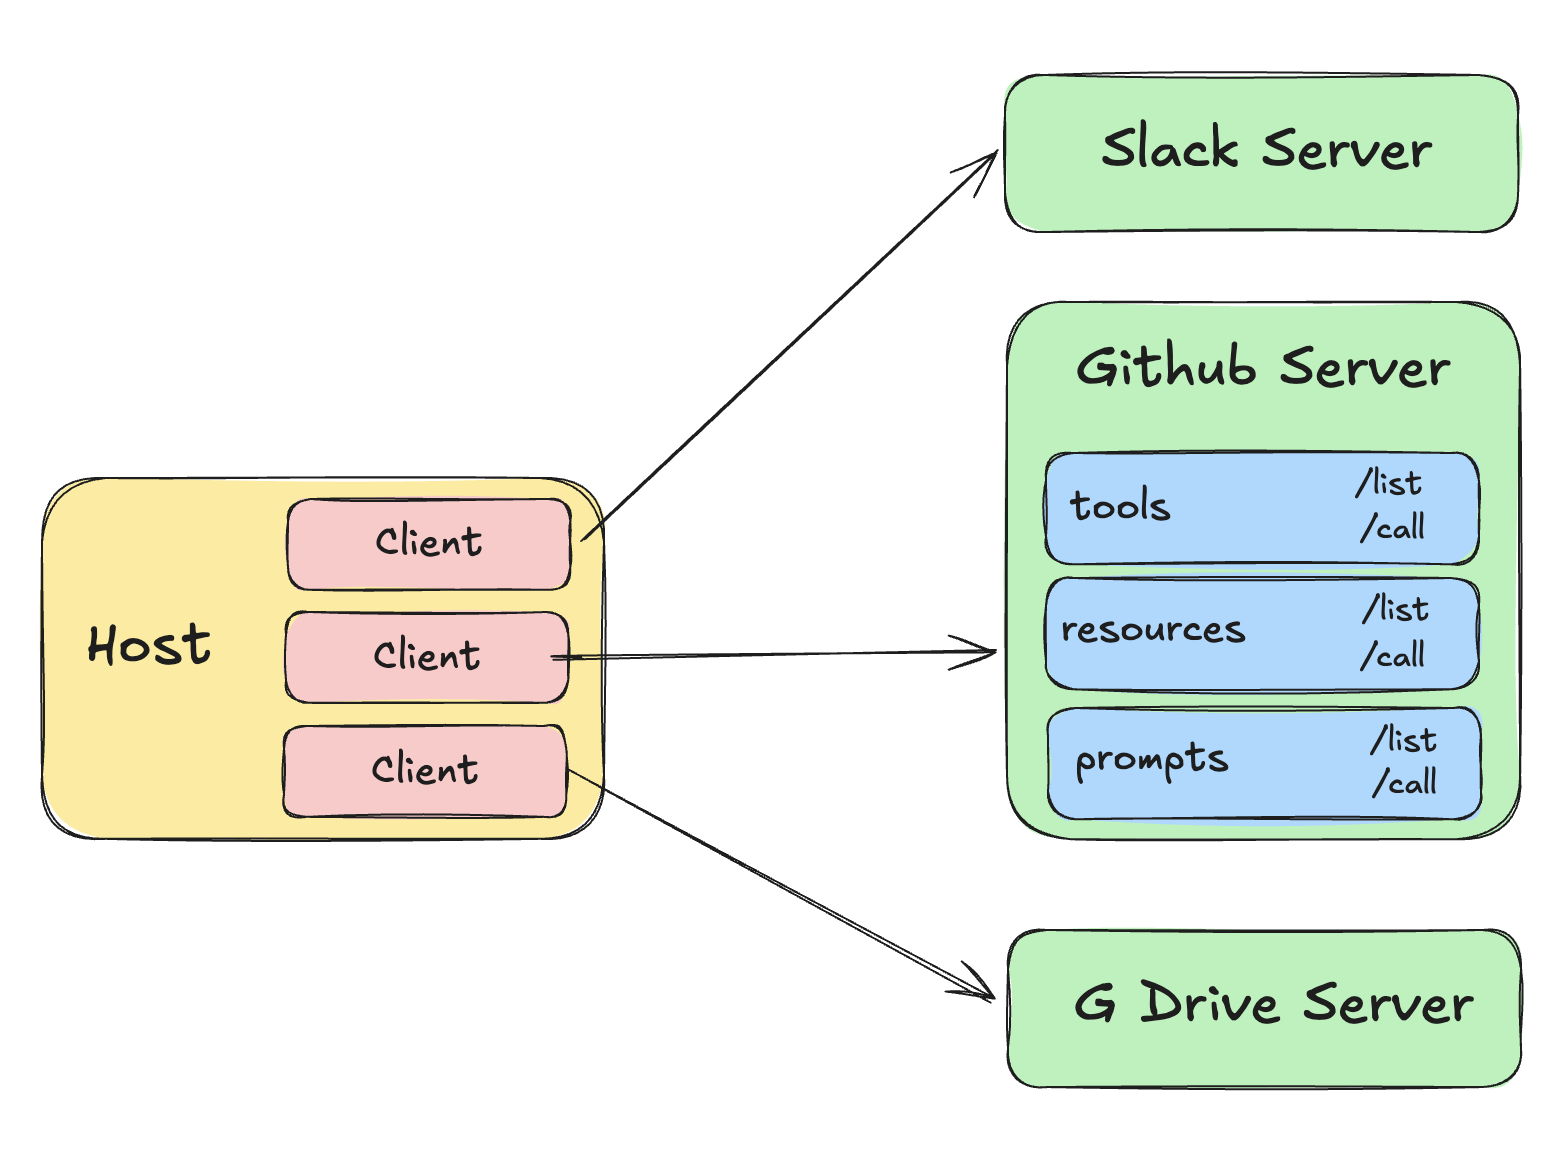 Slack Server
Github Server
tools
/list
/call
resources
/list
/call
prompts
/list
/call
G Drive Server
Host
Client
Client
Client